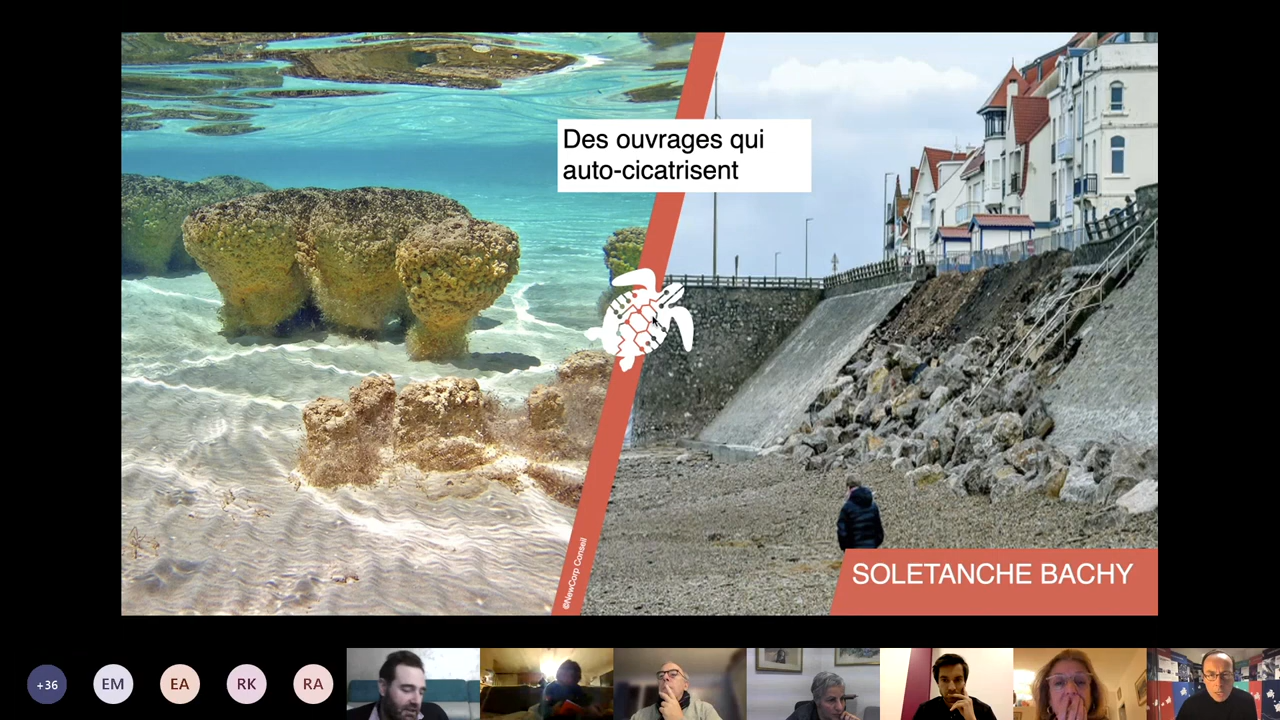 Des ouvrages qui
auto-cicatrisent
©NewCorp Conseil
SOLETANCHE BACHY
+36
EM
EA
RK
RA